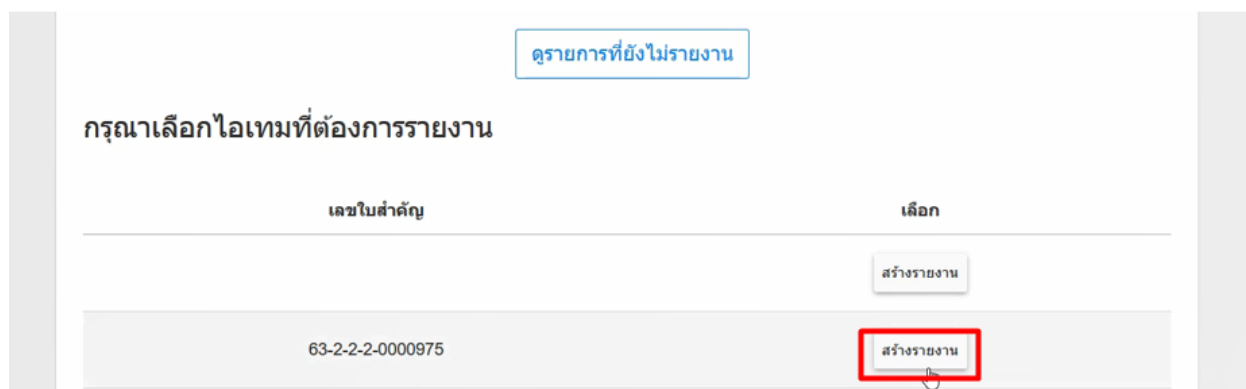 ดูรายการที่ยังไม่รายงาน
กรุณาเลือกไอเทมที่ต้องการรายงาน
เลขใบสำคัญ เลือก
สร้างรายงาน
63-2-2-2-0000975 สร้างรายงาน